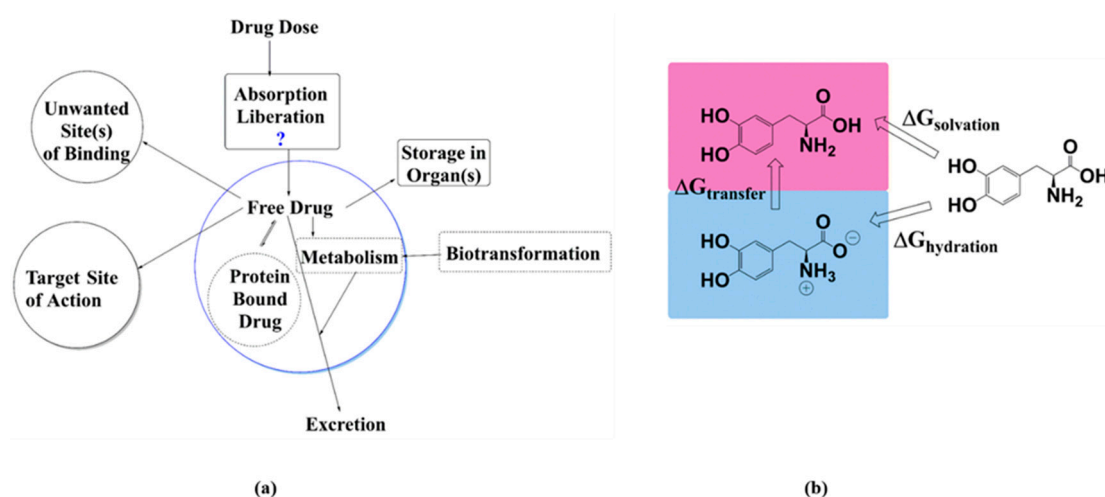 Drug Dose
Absorption
Liberation
?
Unwanted
Site(s)
of Binding
Storage in
Organ(s)
Free Drug
Metabolism
Biotransformation
Target Site
of Action
Protein
Bound
Drug
Excretion
(a)
HO
HO
O
OH
NH2
ΔGsolvation
ΔGtransfer
HO
HO
O
OH
NH2
HO
HO
O
O ⊖
NH3
⊕
ΔGhydration
(b)